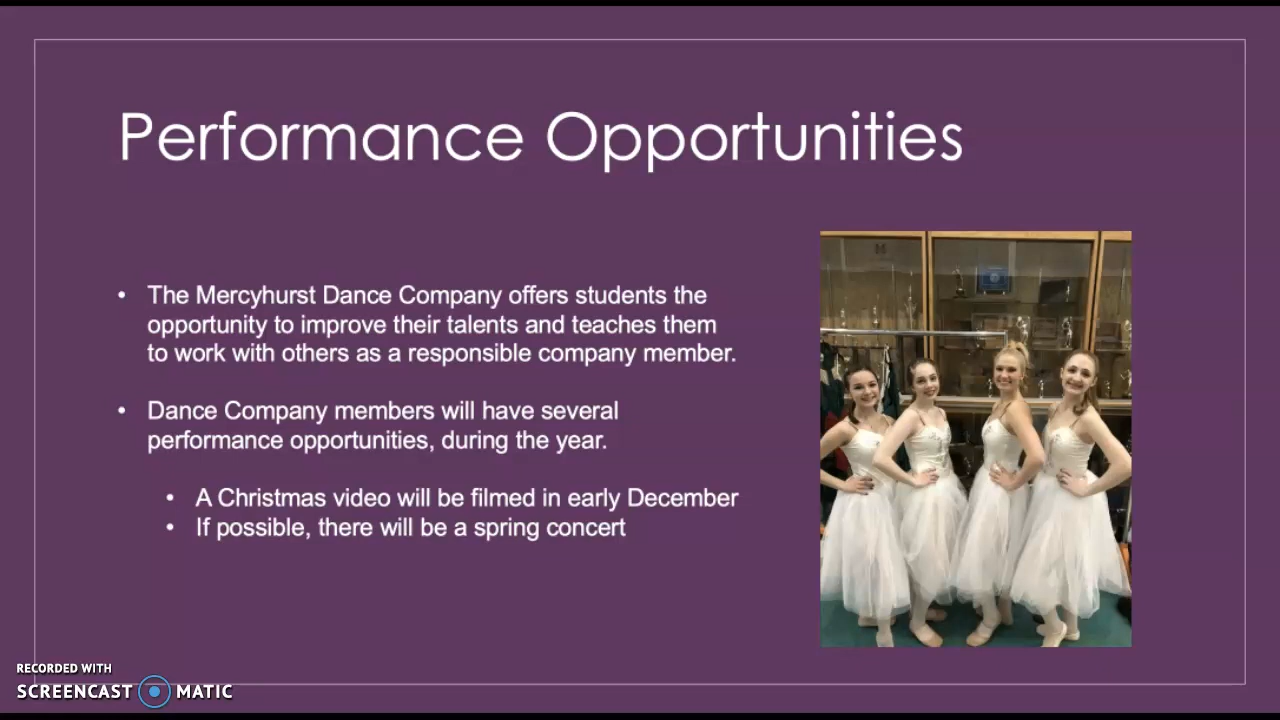 Performance Opportunities
• The Mercyhurst Dance Company offers students the
opportunity to improve their talents and teaches them
to work with others as a responsible company member.
• Dance Company members will have several
performance opportunities, during the year.
• A Christmas video will be filmed in early December
• If possible, there will be a spring concert
RECORDED WITH
SCREENCAST MATIC